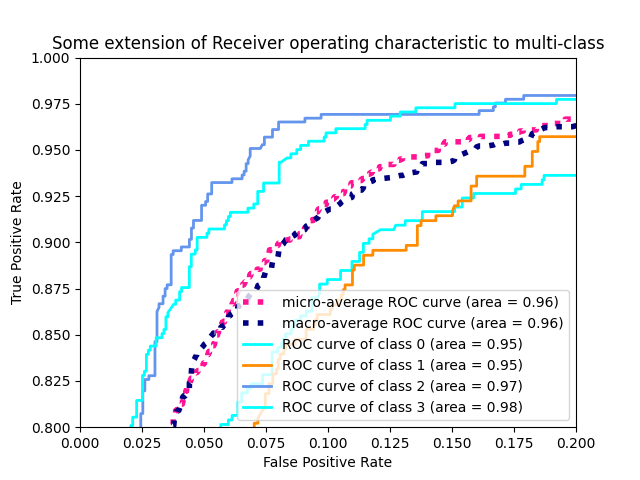 Some extension of Receiver operating characteristic to multi-class
1.000
0.975
0.950
0.925
0.900
0.875
0.850
0.825
0.800
True Positive Rate
micro-average ROC curve (area = 0.96)
macro-average ROC curve (area = 0.96)
ROC curve of class 0 (area = 0.95)
ROC curve of class 1 (area = 0.95)
ROC curve of class 2 (area = 0.97)
ROC curve of class 3 (area = 0.98)
0.000 0.025 0.050 0.075 0.100 0.125 0.150 0.175 0.200
False Positive Rate